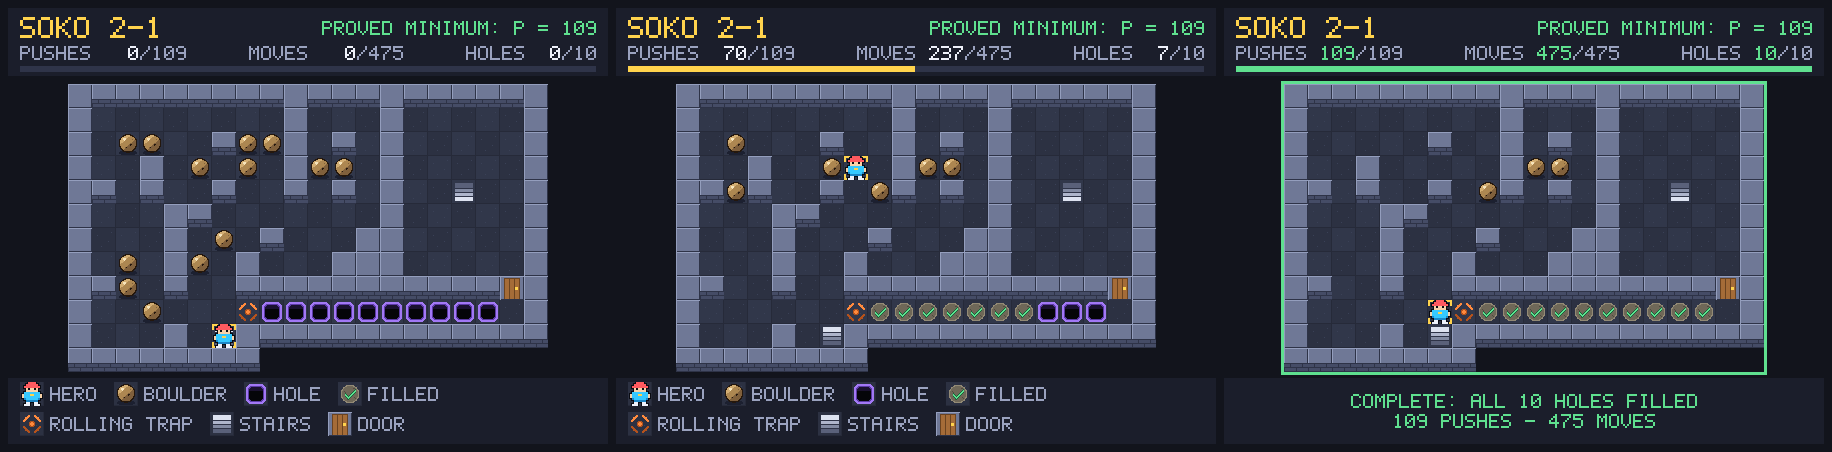 SOKO 2-1
PROVED MINIMUM: P = 109
PUSHES 0/109 MOVES 0/475 HOLES 0/10
HERO BOULDER HOLE FILLED
ROLLING TRAP STAIRS DOOR
SOKO 2-1
PROVED MINIMUM: P = 109
PUSHES 70/109 MOVES 237/475 HOLES 7/10
HERO BOULDER HOLE FILLED
ROLLING TRAP STAIRS DOOR
SOKO 2-1
PROVED MINIMUM: P = 109
PUSHES 109/109 MOVES 475/475 HOLES 10/10
COMPLETE: ALL 10 HOLES FILLED
109 PUSHES - 475 MOVES